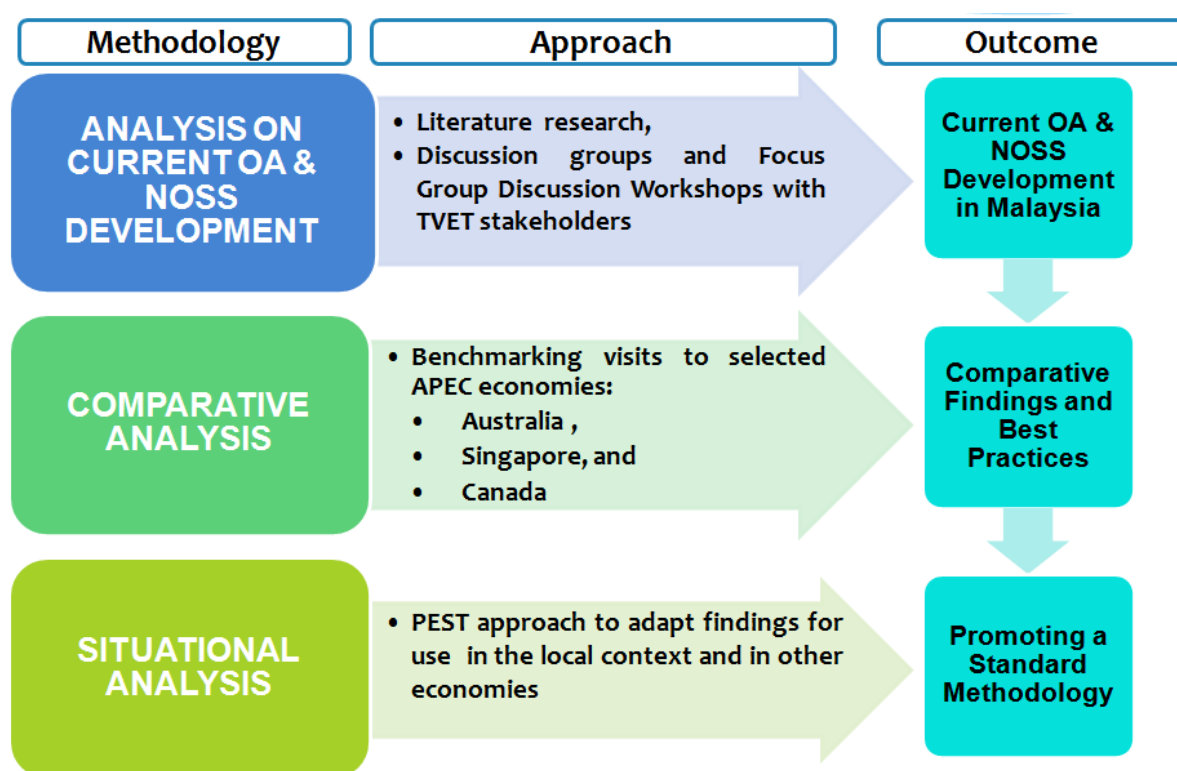 Methodology
Approach
Outcome
ANALYSIS ON
CURRENT OA &
NOSS
DEVELOPMENT
• Literature research,
• Discussion groups and Focus
Group Discussion Workshops with
TVET stakeholders
Current OA &
NOSS
Development
in Malaysia
COMPARATIVE
ANALYSIS
• Benchmarking visits to selected
APEC economies:
• Australia ,
• Singapore, and
• Canada
Comparative
Findings and
Best
Practices
SITUATIONAL
ANALYSIS
• PEST approach to adapt findings for
use in the local context and in other
economies
Promoting a
Standard
Methodology